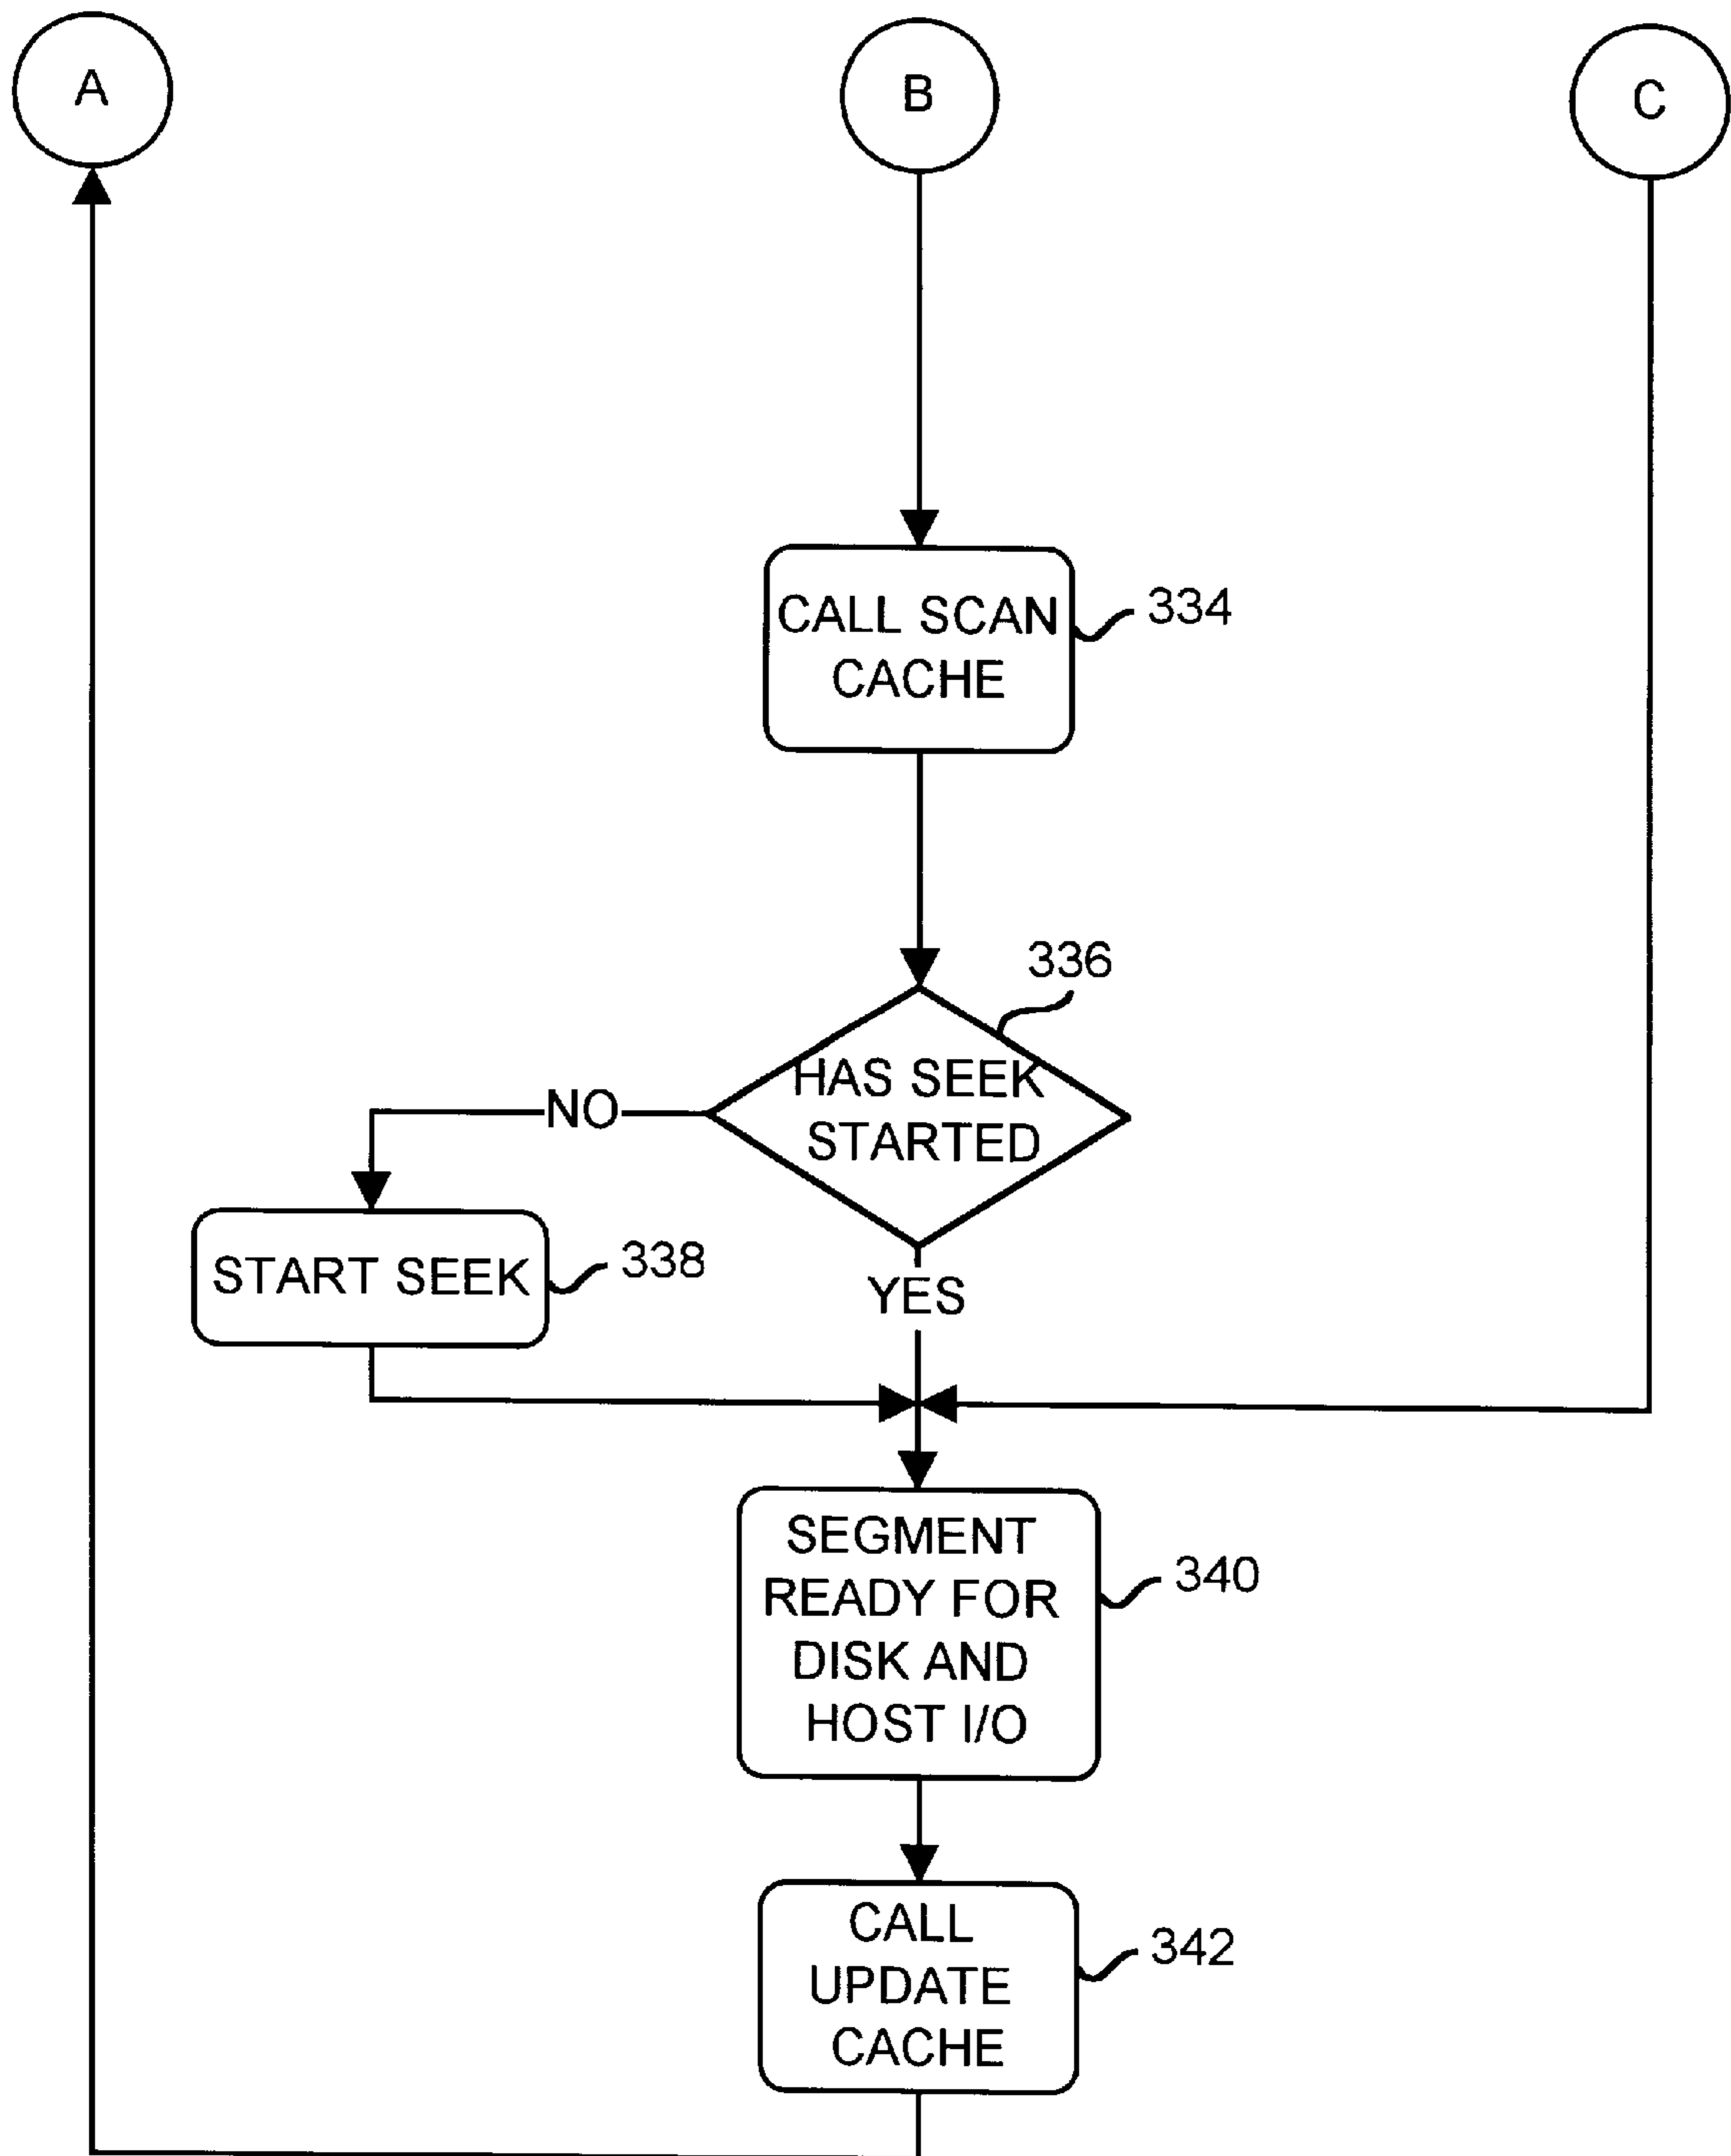 A
B
C
CALL SCAN
CACHE
334
336
HAS SEEK
STARTED
NO
START SEEK
338
YES
SEGMENT
READY FOR
DISK AND
HOST I/O
340
CALL
UPDATE
CACHE
342